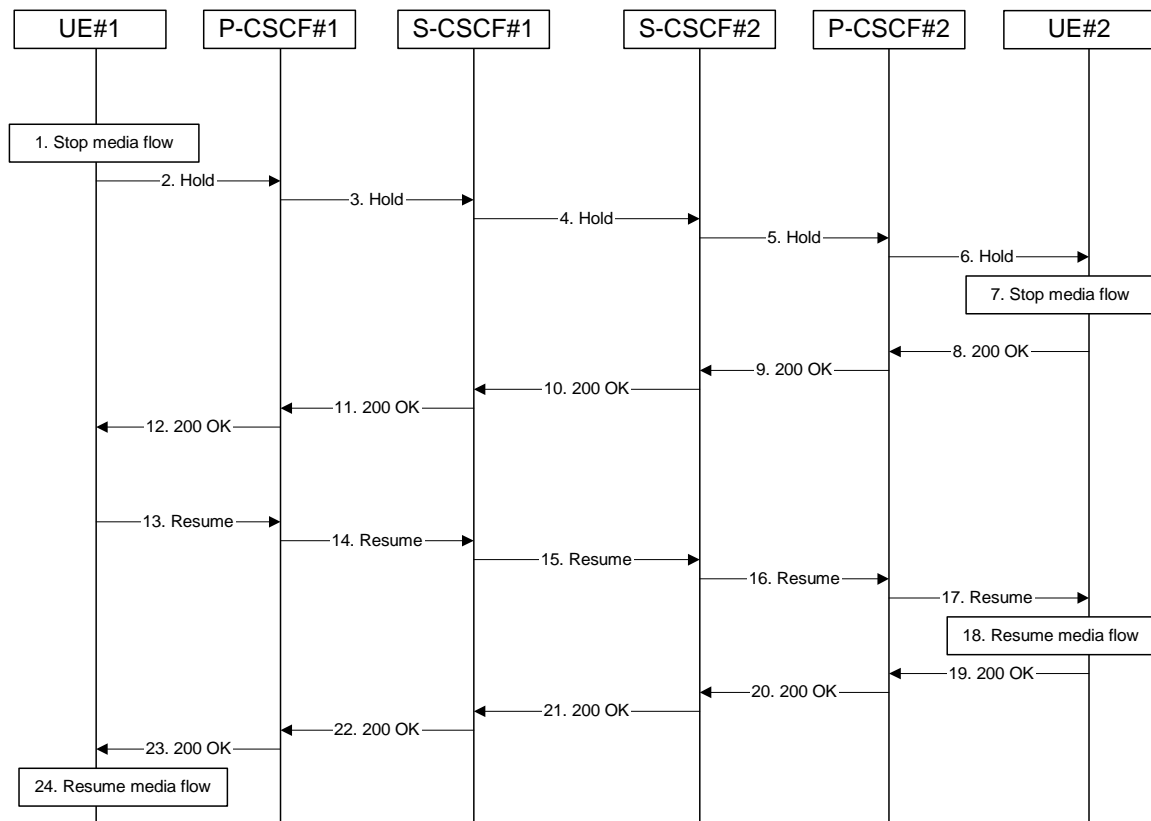 UE#1
P-CSCF#1
S-CSCF#1
S-CSCF#2
P-CSCF#2
UE#2
1. Stop media flow
2. Hold
3. Hold
4. Hold
5. Hold
6. Hold
7. Stop media flow
8. 200 OK
9. 200 OK
10. 200 OK
11. 200 OK
12. 200 OK
13. Resume
14. Resume
15. Resume
16. Resume
17. Resume
18. Resume media flow
19. 200 OK
20. 200 OK
21. 200 OK
22. 200 OK
23. 200 OK
24. Resume media flow